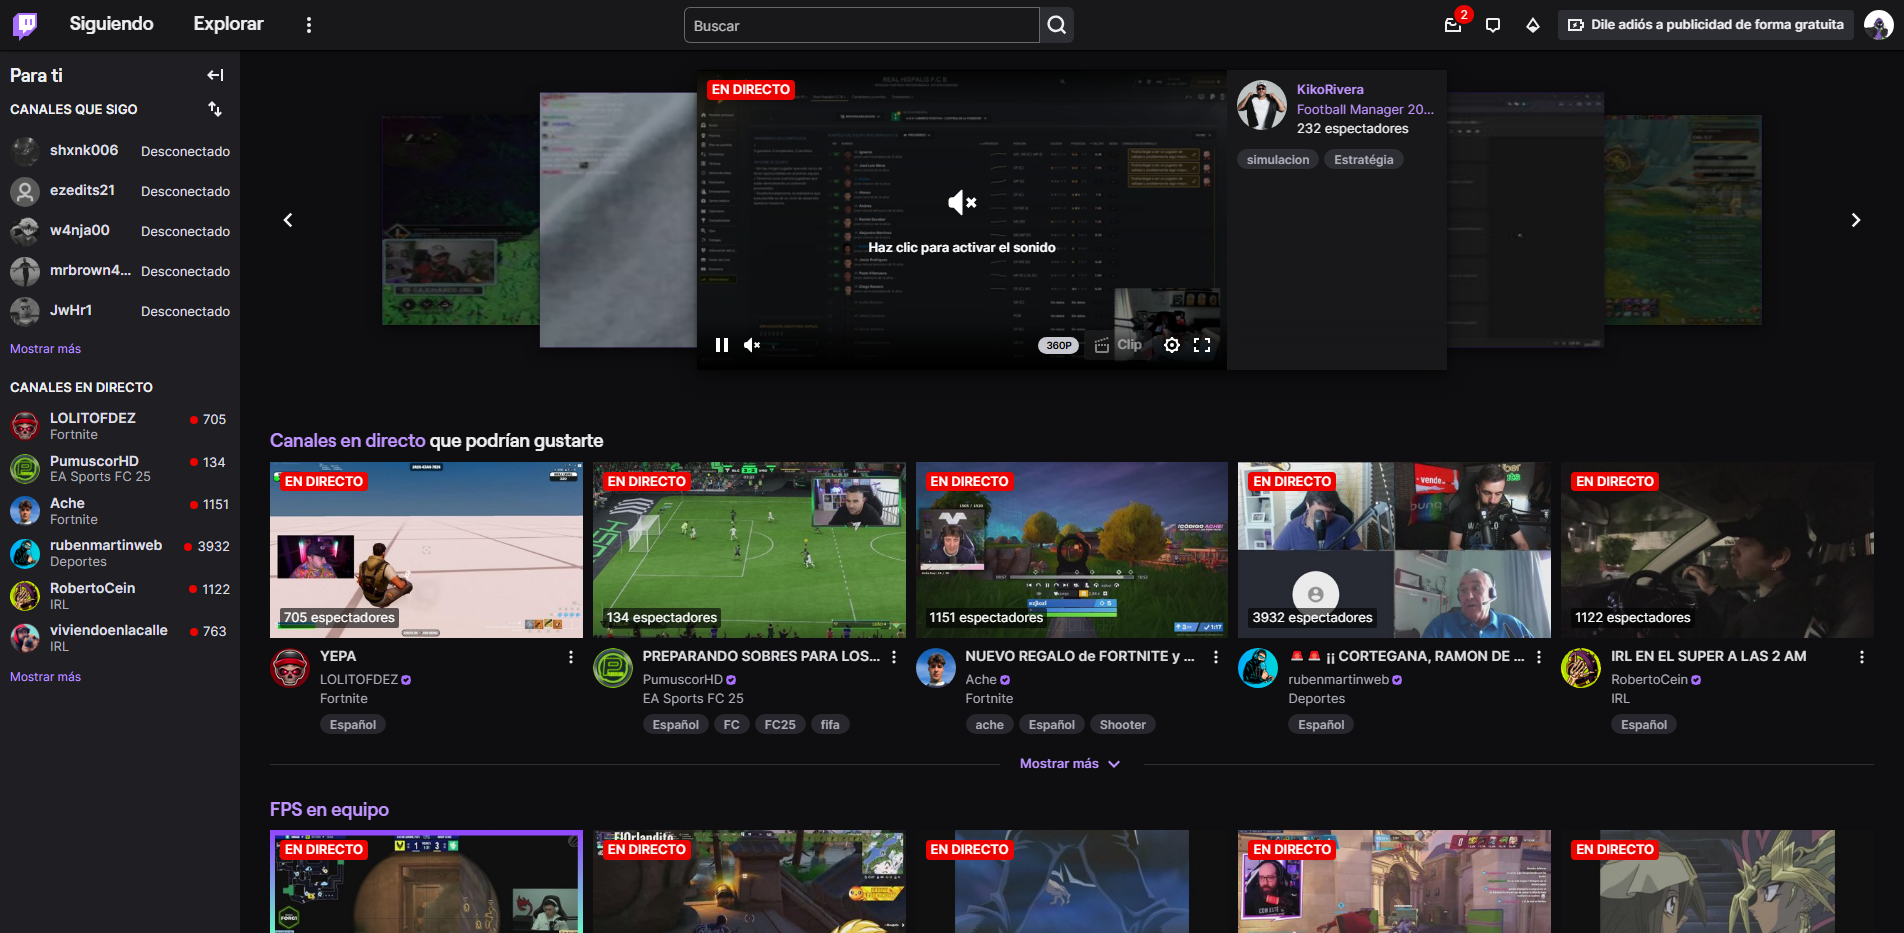 Siguiendo
Explorar
Buscar
2
Dile adiós a publicidad de forma gratuita
Para ti
CANALES QUE SIGO
shxnk006 Desconectado
ezedits21 Desconectado
w4nja00 Desconectado
mrbrown4... Desconectado
JwHr1 Desconectado
Mostrar más
CANALES EN DIRECTO
LOLITOFDEZ 705
Fortnite
PumuscorHD 134
EA Sports FC 25
Ache 1151
Fortnite
rubenmartinweb 3932
Deportes
RobertoCein 1122
IRL
viviendoenlacalle 763
IRL
Mostrar más
EN DIRECTO
REAL HISPALIS F.C B
Haz clic para activar el sonido
360P
Clip
KikoRivera
Football Manager 20...
232 espectadores
simulacion Estratégia
Canales en directo que podrían gustarte
EN DIRECTO
705 espectadores
YEPA
LOLITOFDEZ
Fortnite
Español
EN DIRECTO
134 espectadores
PREPARANDO SOBRES PARA LOS...
PumuscorHD
EA Sports FC 25
Español FC FC25 fifa
EN DIRECTO
¡CÓDIGO ACHE!
1151 espectadores
NUEVO REGALO de FORTNITE y ...
Ache
Fortnite
ache Español Shooter
EN DIRECTO
vende...
3932 espectadores
🚨 🚨 ¡¡ CORTEGANA, RAMON DE ...
rubenmartinweb
Deportes
Español
EN DIRECTO
1122 espectadores
IRL EN EL SUPER A LAS 2 AM
RobertoCein
IRL
Español
Mostrar más
FPS en equipo
EN DIRECTO
1 3
EN DIRECTO
ElOrlandito
EN DIRECTO
EN DIRECTO
EN DIRECTO